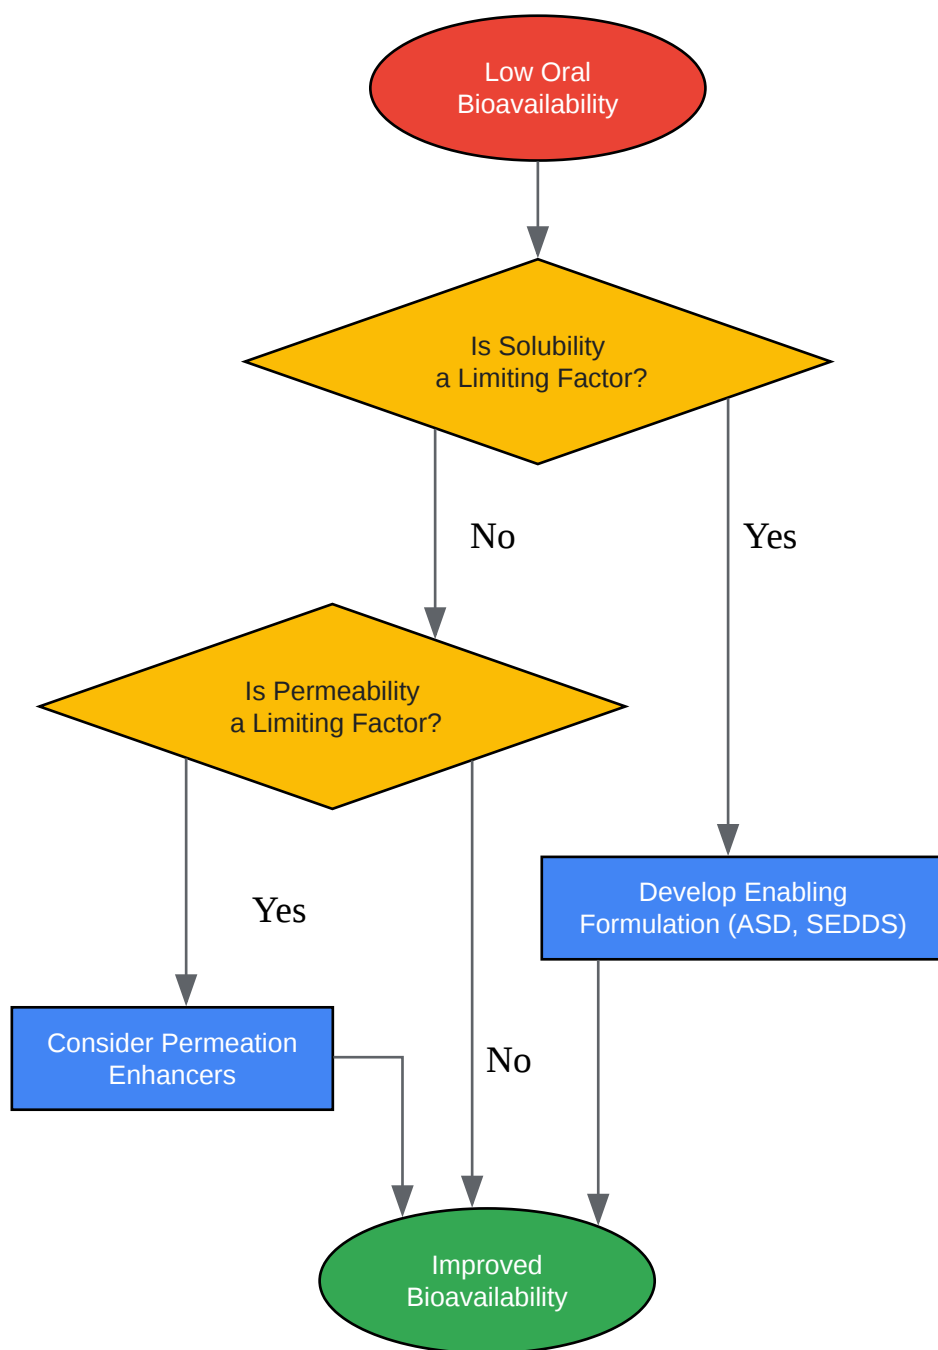 Low Oral
Bioavailability
Is Solubility
a Limiting Factor?
No
Yes
Is Permeability
a Limiting Factor?
Develop Enabling
Formulation (ASD, SEDDS)
Yes
Consider Permeation
Enhancers
No
Improved
Bioavailability